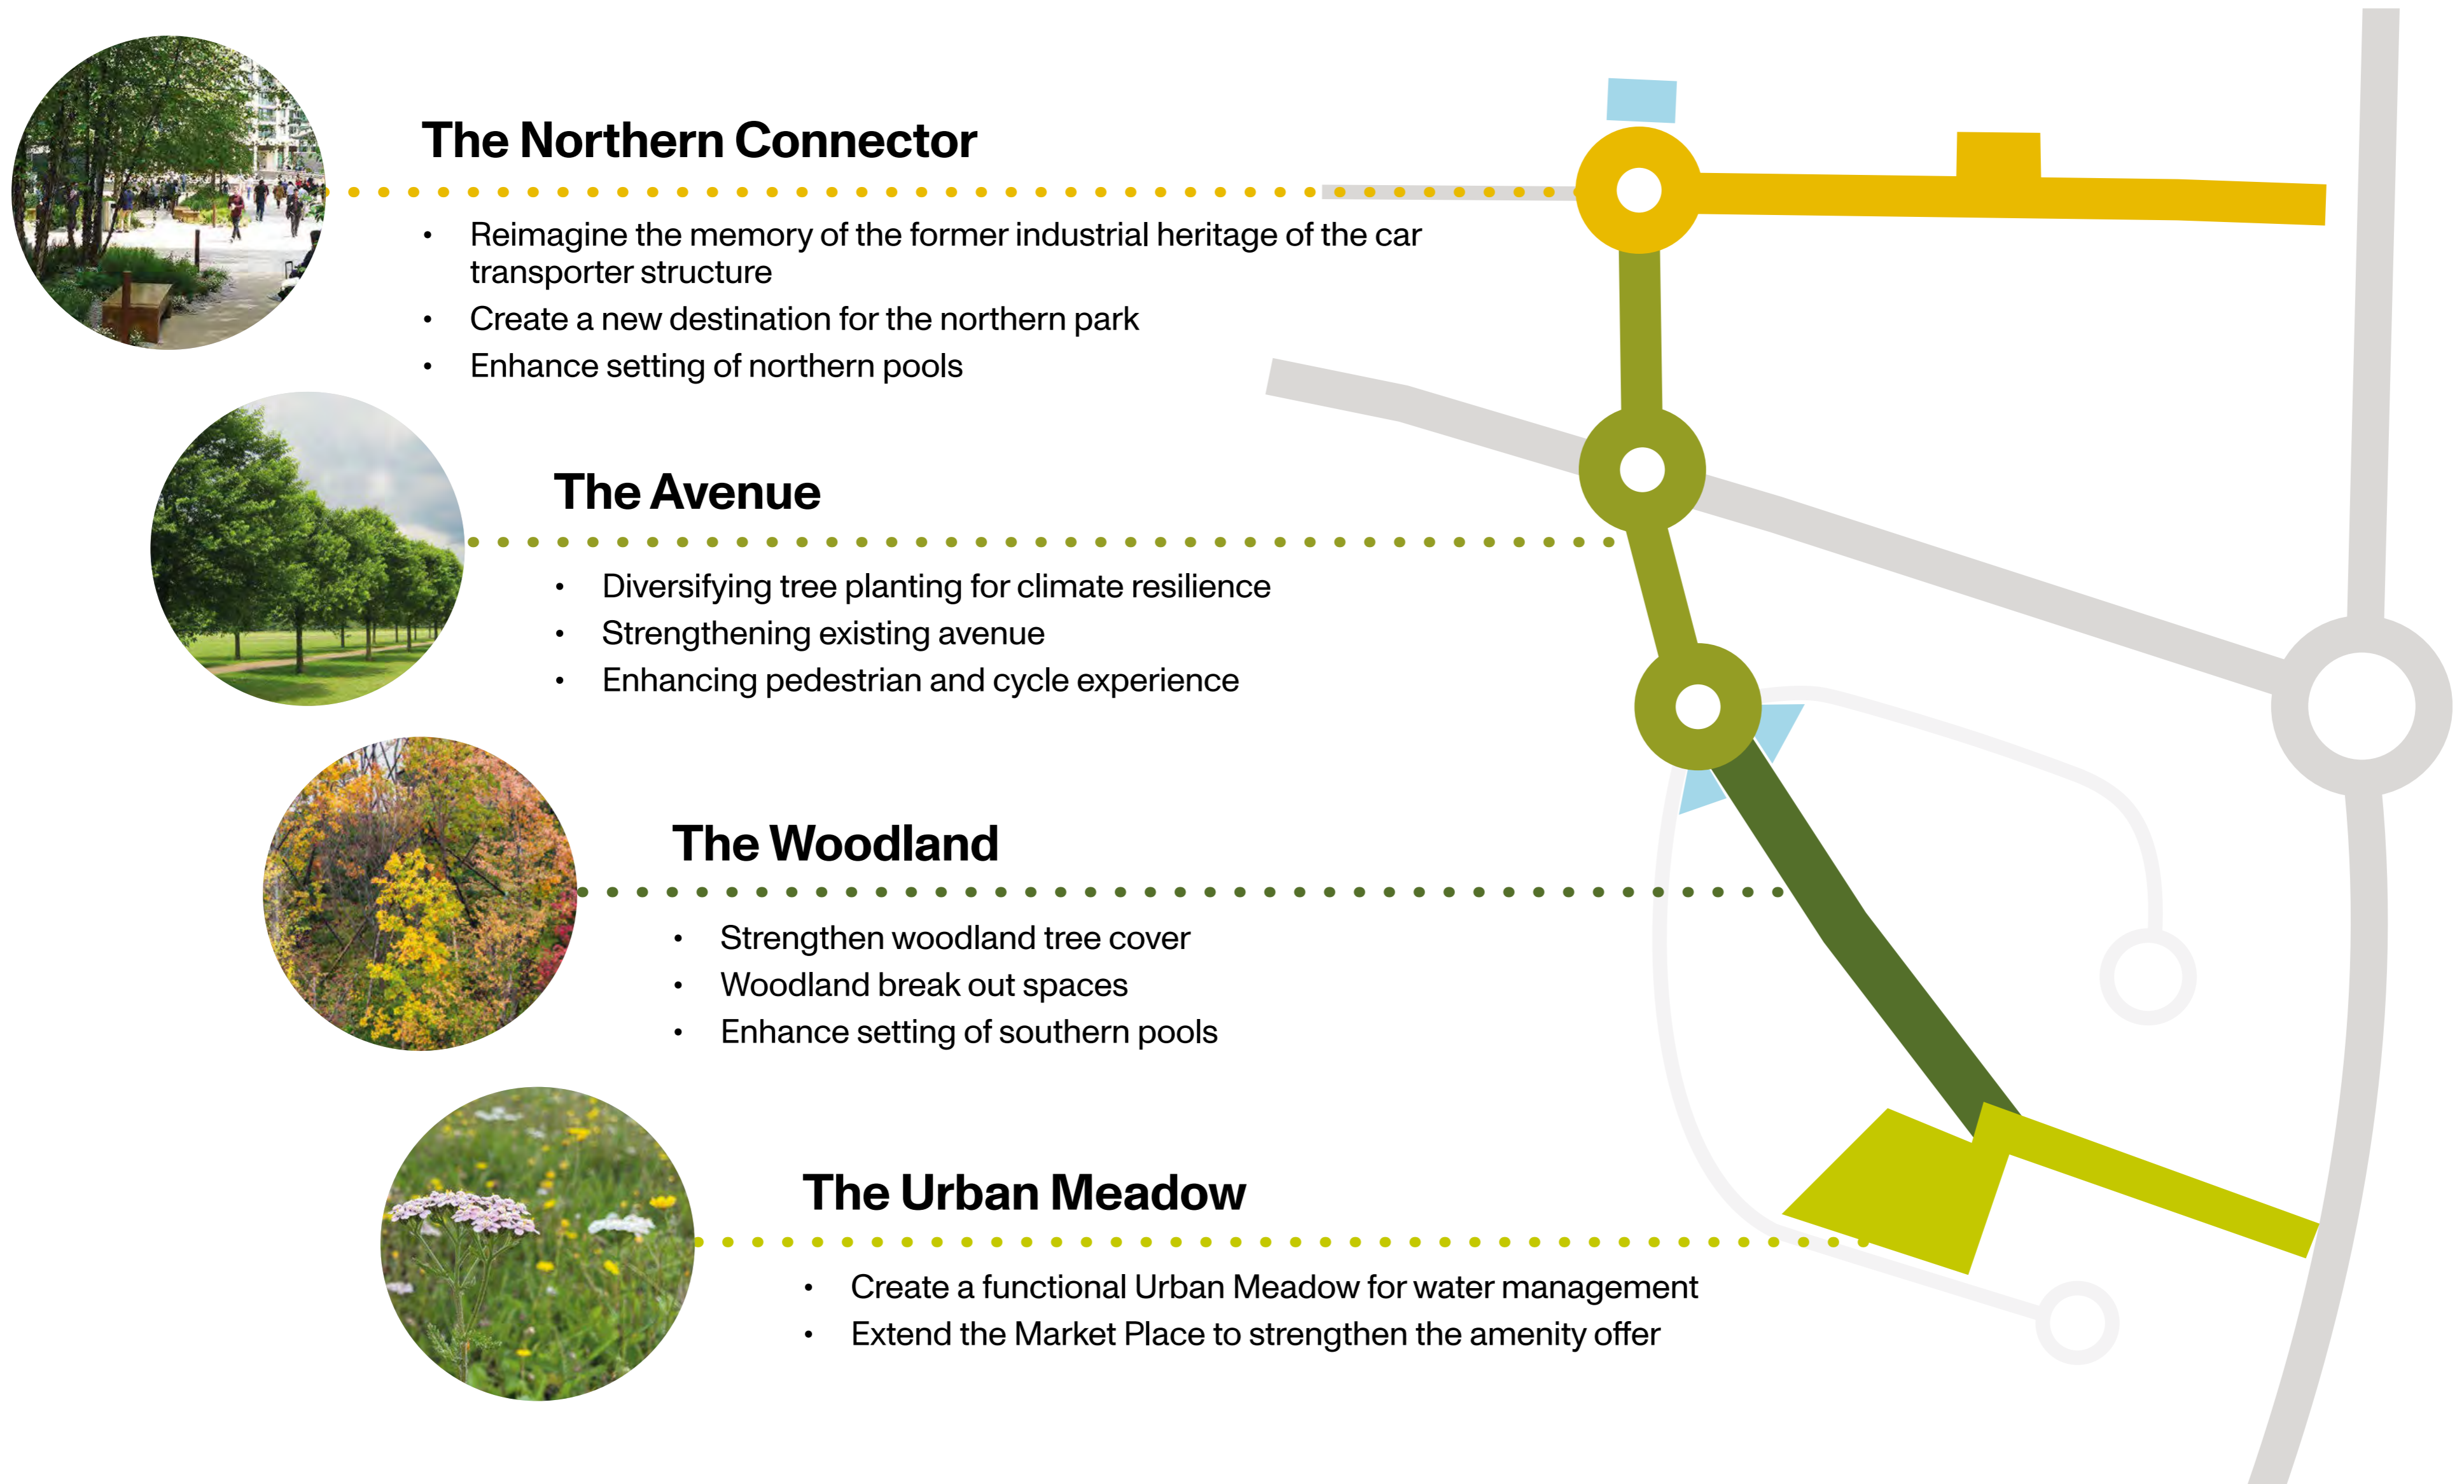 The Northern Connector
• Reimagine the memory of the former industrial heritage of the car
transporter structure
• Create a new destination for the northern park
• Enhance setting of northern pools
The Avenue
• Diversifying tree planting for climate resilience
• Strengthening existing avenue
• Enhancing pedestrian and cycle experience
The Woodland
• Strengthen woodland tree cover
• Woodland break out spaces
• Enhance setting of southern pools
The Urban Meadow
• Create a functional Urban Meadow for water management
• Extend the Market Place to strengthen the amenity offer